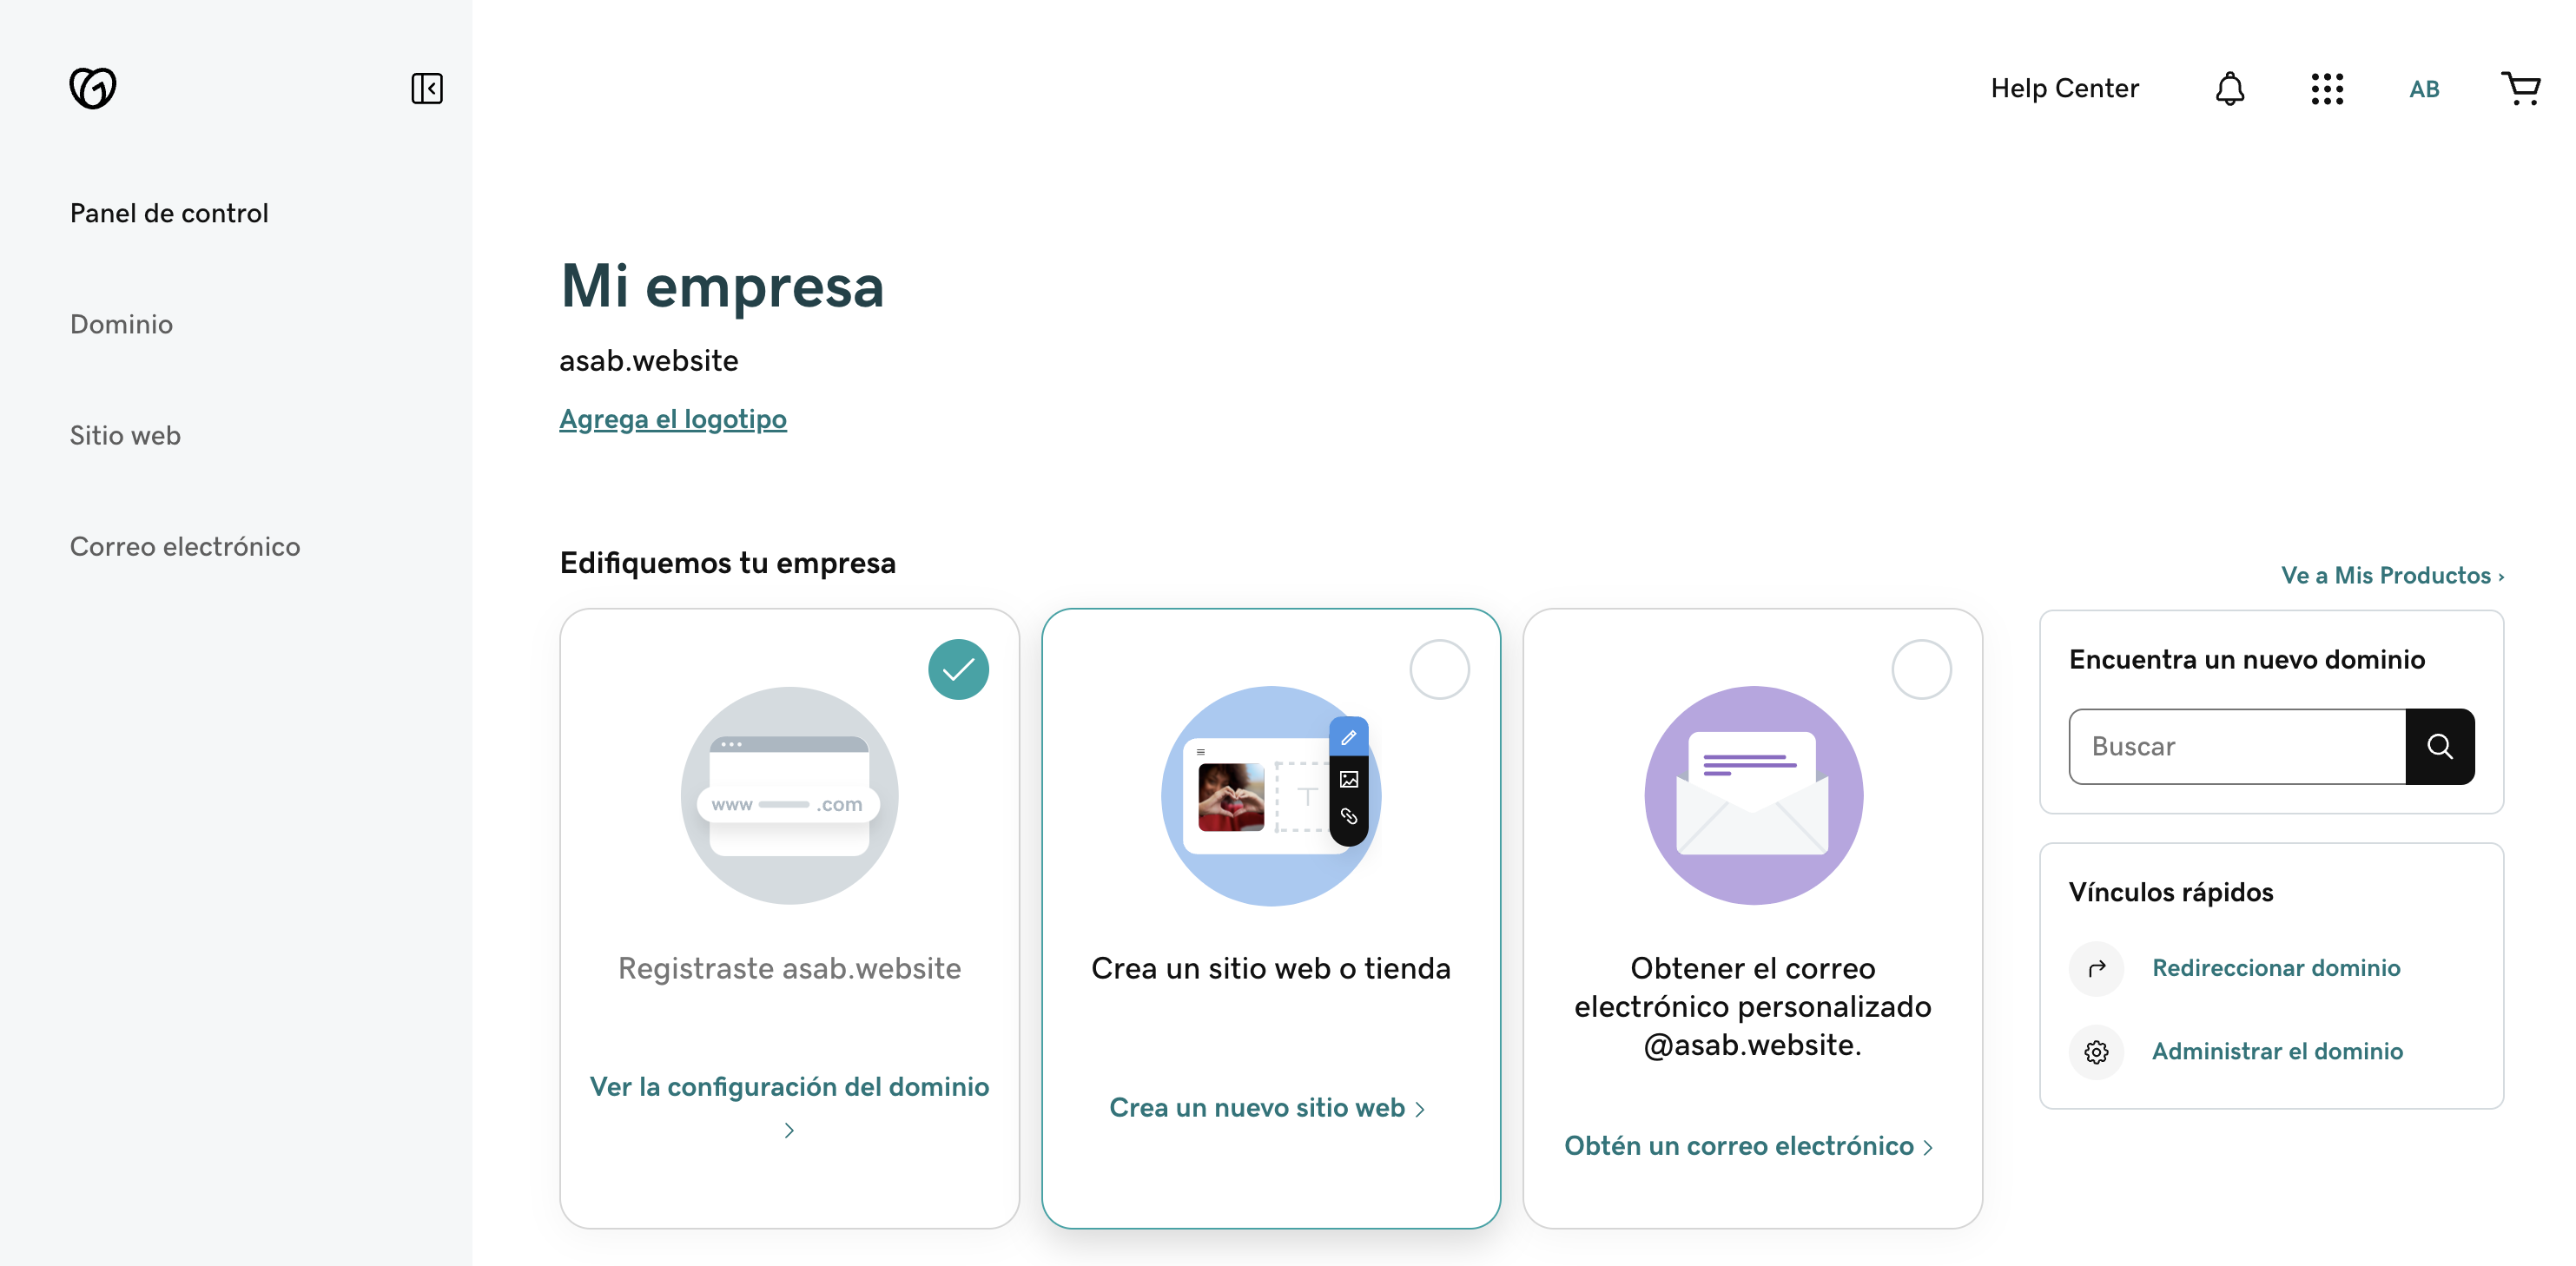 Help Center
AB
Panel de control
Dominio
Sitio web
Correo electrónico
Mi empresa
asab.website
Agrega el logotipo
Edifiquemos tu empresa
www .com
Registraste asab.website
Ver la configuración del dominio
Crea un sitio web o tienda
Crea un nuevo sitio web
Obtener el correo
electrónico personalizado
@asab.website.
Obtén un correo electrónico
Ve a Mis Productos
Encuentra un nuevo dominio
Buscar
Vínculos rápidos
Redireccionar dominio
Administrar el dominio